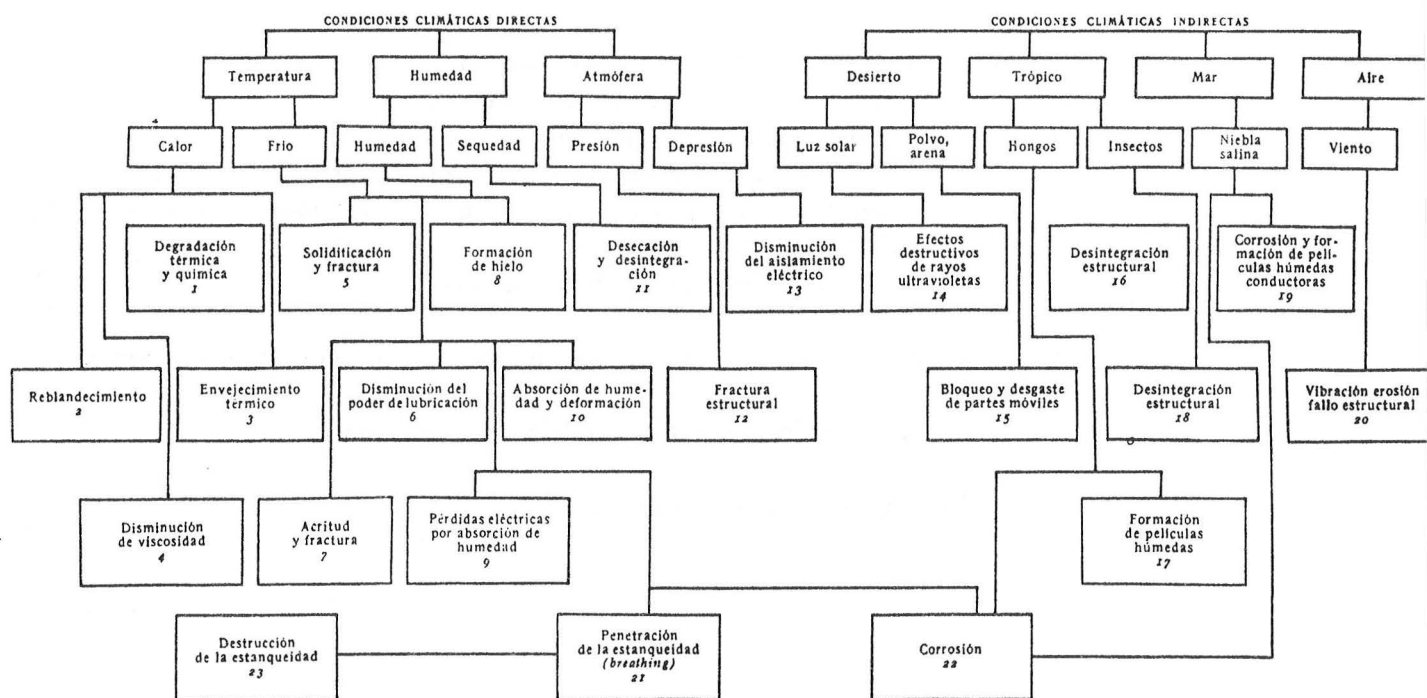 CONDICIONES CLIMÁTICAS DIRECTAS
CONDICIONES CLIMÁTICAS INDIRECTAS
Temperatura
Humedad
Atmófera
Desierto
Trópico
Mar
Aire
Calor
Frío
Humedad
Sequedad
Presión
Depresión
Luz solar
Polvo,
arena
Hongos
Insectos
Niebla
salina
Viento
Degradación
térmica
y química
1
Soliditicación
y fractura
5
Formación
de hielo
8
Desecación
y desintegra-
ción
11
Disminución
del aislamiento
eléctrico
13
Efectos
destructivos
de rayos
ultravioletas
14
Desintegración
estructural
16
Corrosión y for-
mación de pelí-
culas húmedas
conductoras
19
Reblandecimiento
2
Envejecimiento
térmico
3
Disminución del
poder de lubricación
6
Absorción de hume-
dad y deformación
10
Fractura
estructural
12
Bloqueo y desgaste
de partes móviles
15
Desintegración
estructural
18
Vibración erosión
fallo estructural
20
Disminución
de viscosidad
4
Acritud
y fractura
7
Pérdidas eléctricas
por absorción de
humedad
9
Formación
de películas
húmedas
17
Destrucción
de la estanqueidad
23
Penetración
de la estanqueidad
(breathing)
21
Corrosión
22